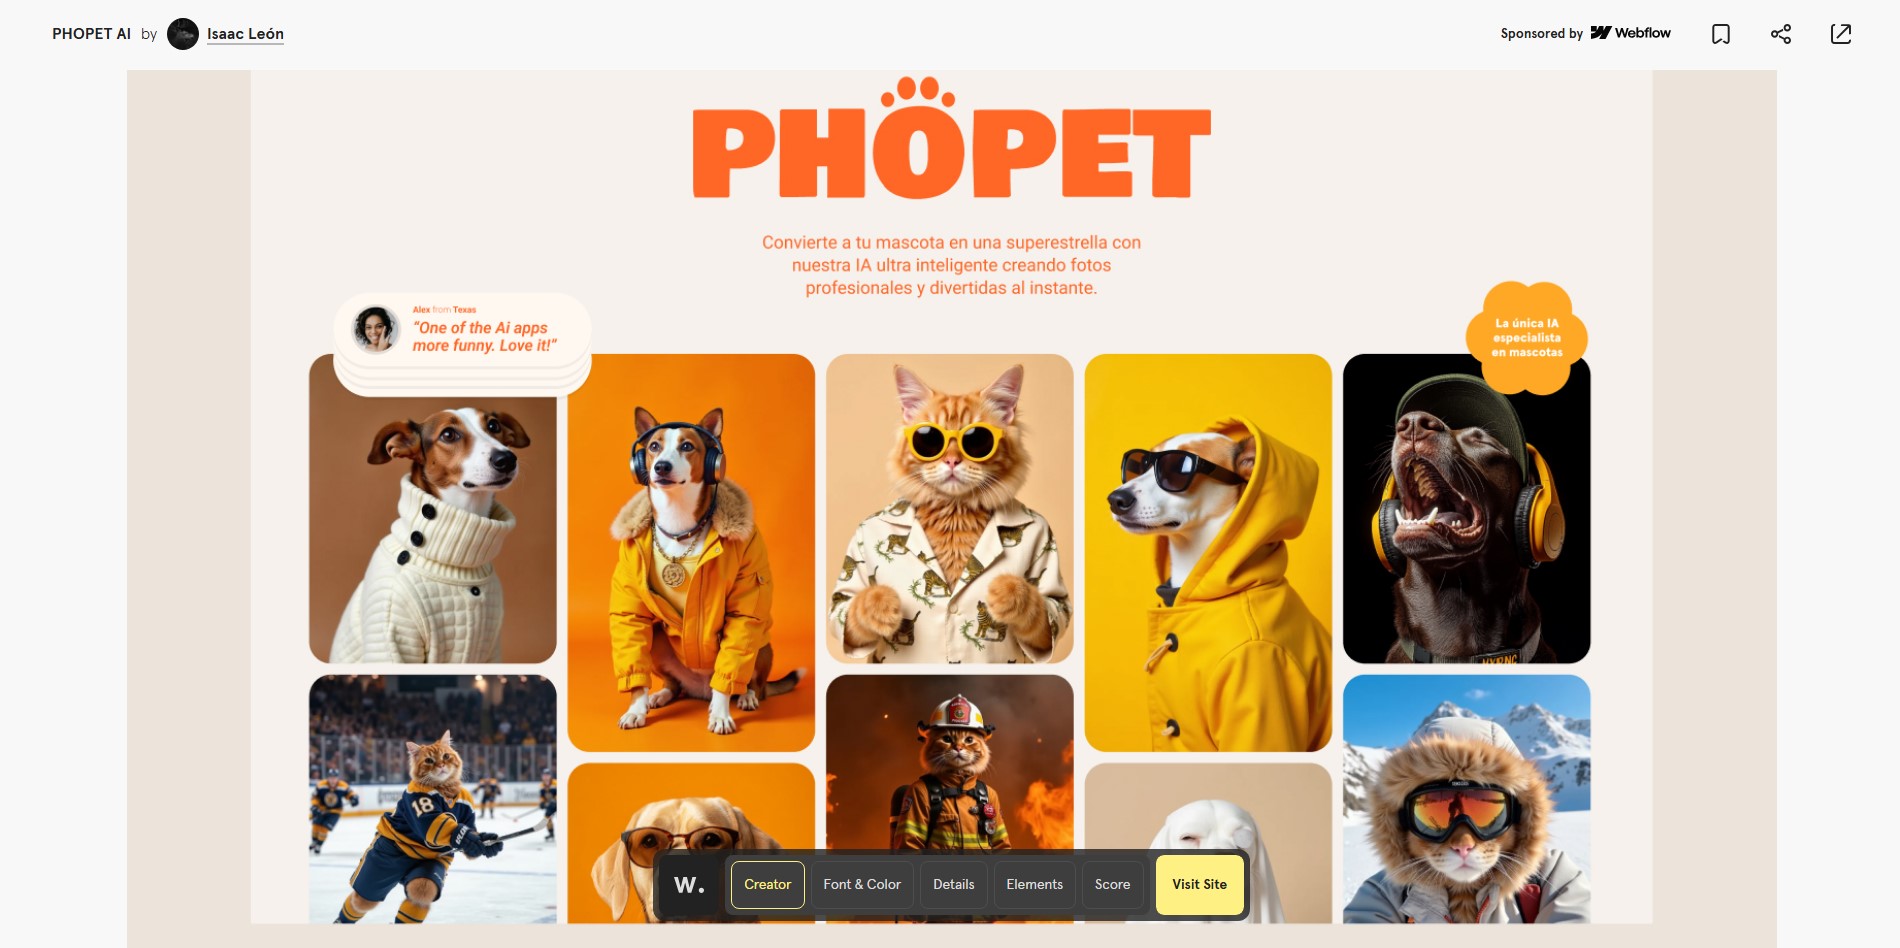 PHOPET AI by Isaac León
Sponsored by Webflow
PHOPET
Convierte a tu mascota en una superestrella con
nuestra IA ultra inteligente creando fotos
profesionales y divertidas al instante.
Alex from Texas
“One of the Ai apps
more funny. Love it!”
La única IA
especialista
en mascotas
18
W.
Creator
Font & Color
Details
Elements
Score
Visit Site